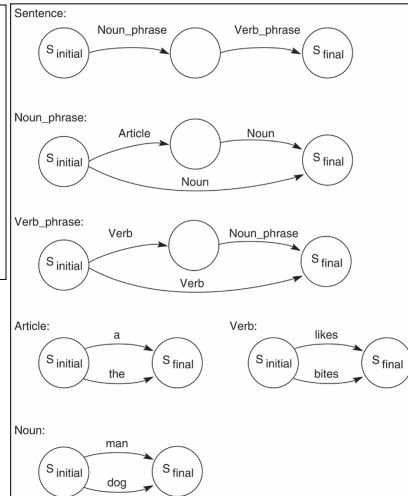 Sentence:
Noun_phrase Verb_phrase
S initial S final
Noun_phrase:
Article Noun
S initial S final
Noun
Verb_phrase:
Verb Noun_phrase
S initial S final
Verb
Article: Verb:
a likes
S initial S final S initial S final
the bites
Noun:
man
S initial S final
dog